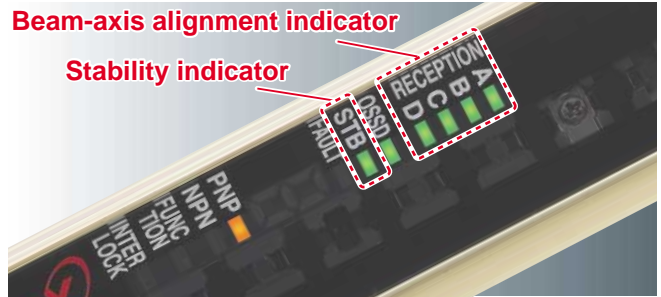 Beam-axis alignment indicator
Stability indicator
RECEPTION
A
B
C
D
OSSD
STB
FAULT
PNP
NPN
FUNC
TION
INTER
LOCK